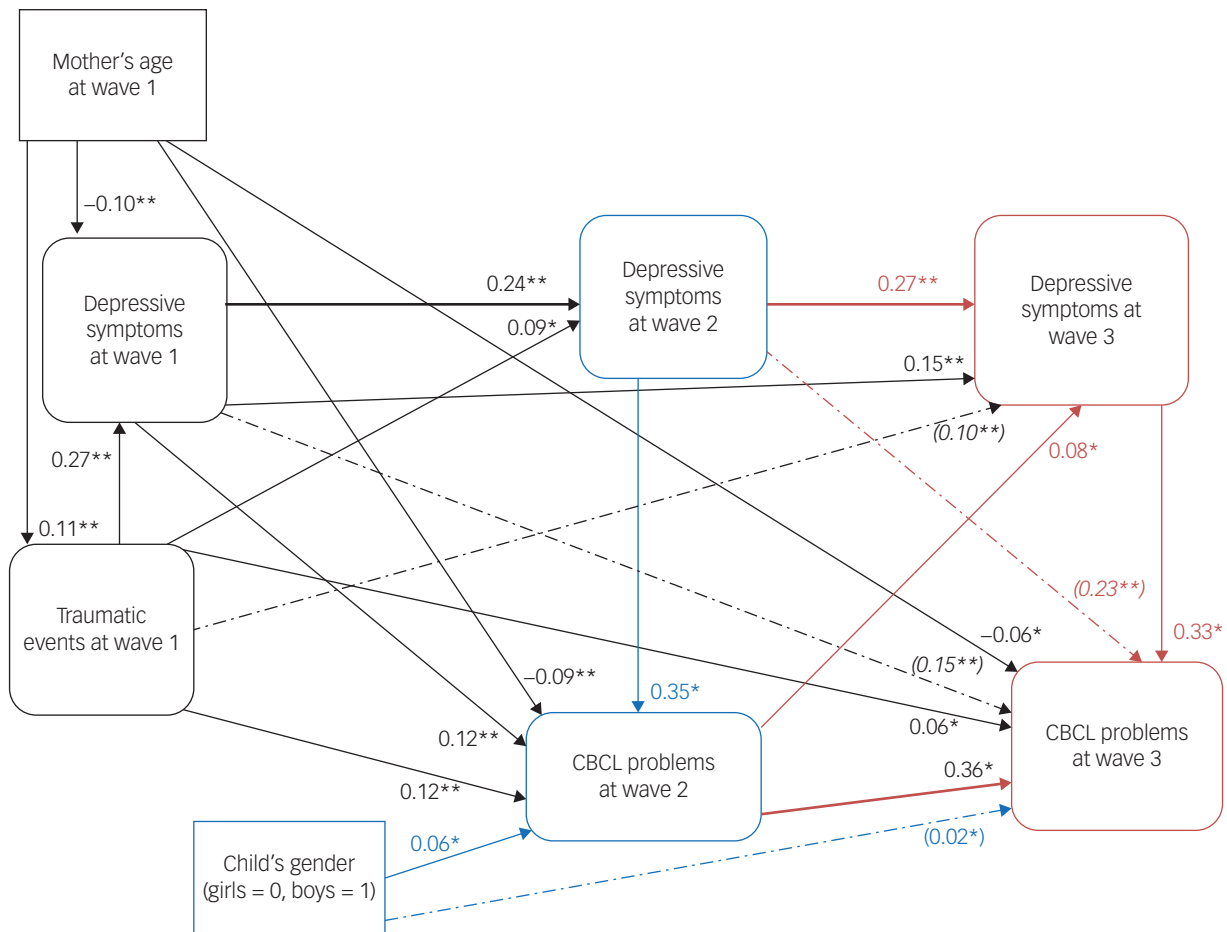 Mother’s age
at wave 1
−0.10**
Depressive
symptoms
at wave 1
Depressive
symptoms
at wave 2
Depressive
symptoms at
wave 3
0.24**
0.27**
0.09*
0.15**
(0.10**)
0.08*
0.27**
0.11**
Traumatic
events at wave 1
(0.23**)
0.33*
−0.06*
(0.15**)
−0.09**
0.35*
0.06*
0.12**
CBCL problems
at wave 2
CBCL problems
at wave 3
0.36*
0.12**
0.06*
(0.02*)
Child’s gender
(girls = 0, boys = 1)